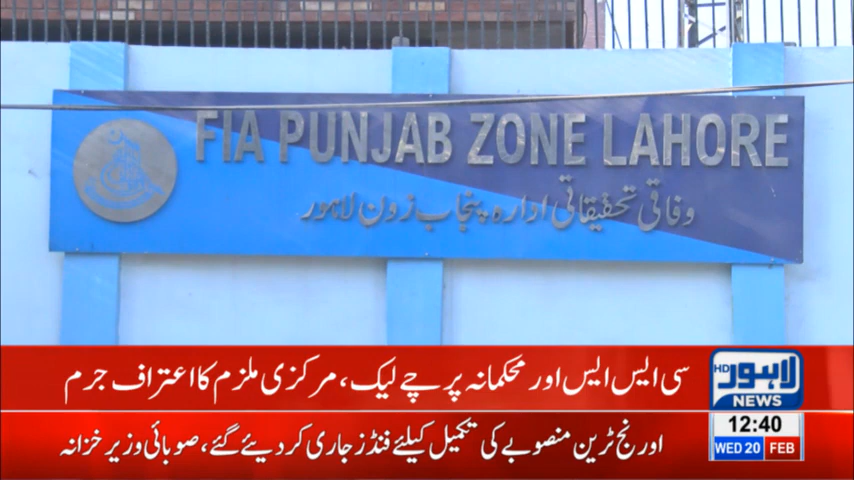 FIA PUNJAB ZONE LAHORE
وفاقی تحقیقاتی ادارہ پنجاب زون لاہور
سی ایس ایس اور محکمانہ پرچے لیک، مرکزی ملزم کا اعتراف جرم
HD لاہور
NEWS
12:40
WED 20 FEB
اورنج ٹرین منصوبے کی تکمیل کیلئے فنڈز جاری کر دیئے گئے، صوبائی وزیر خزانہ